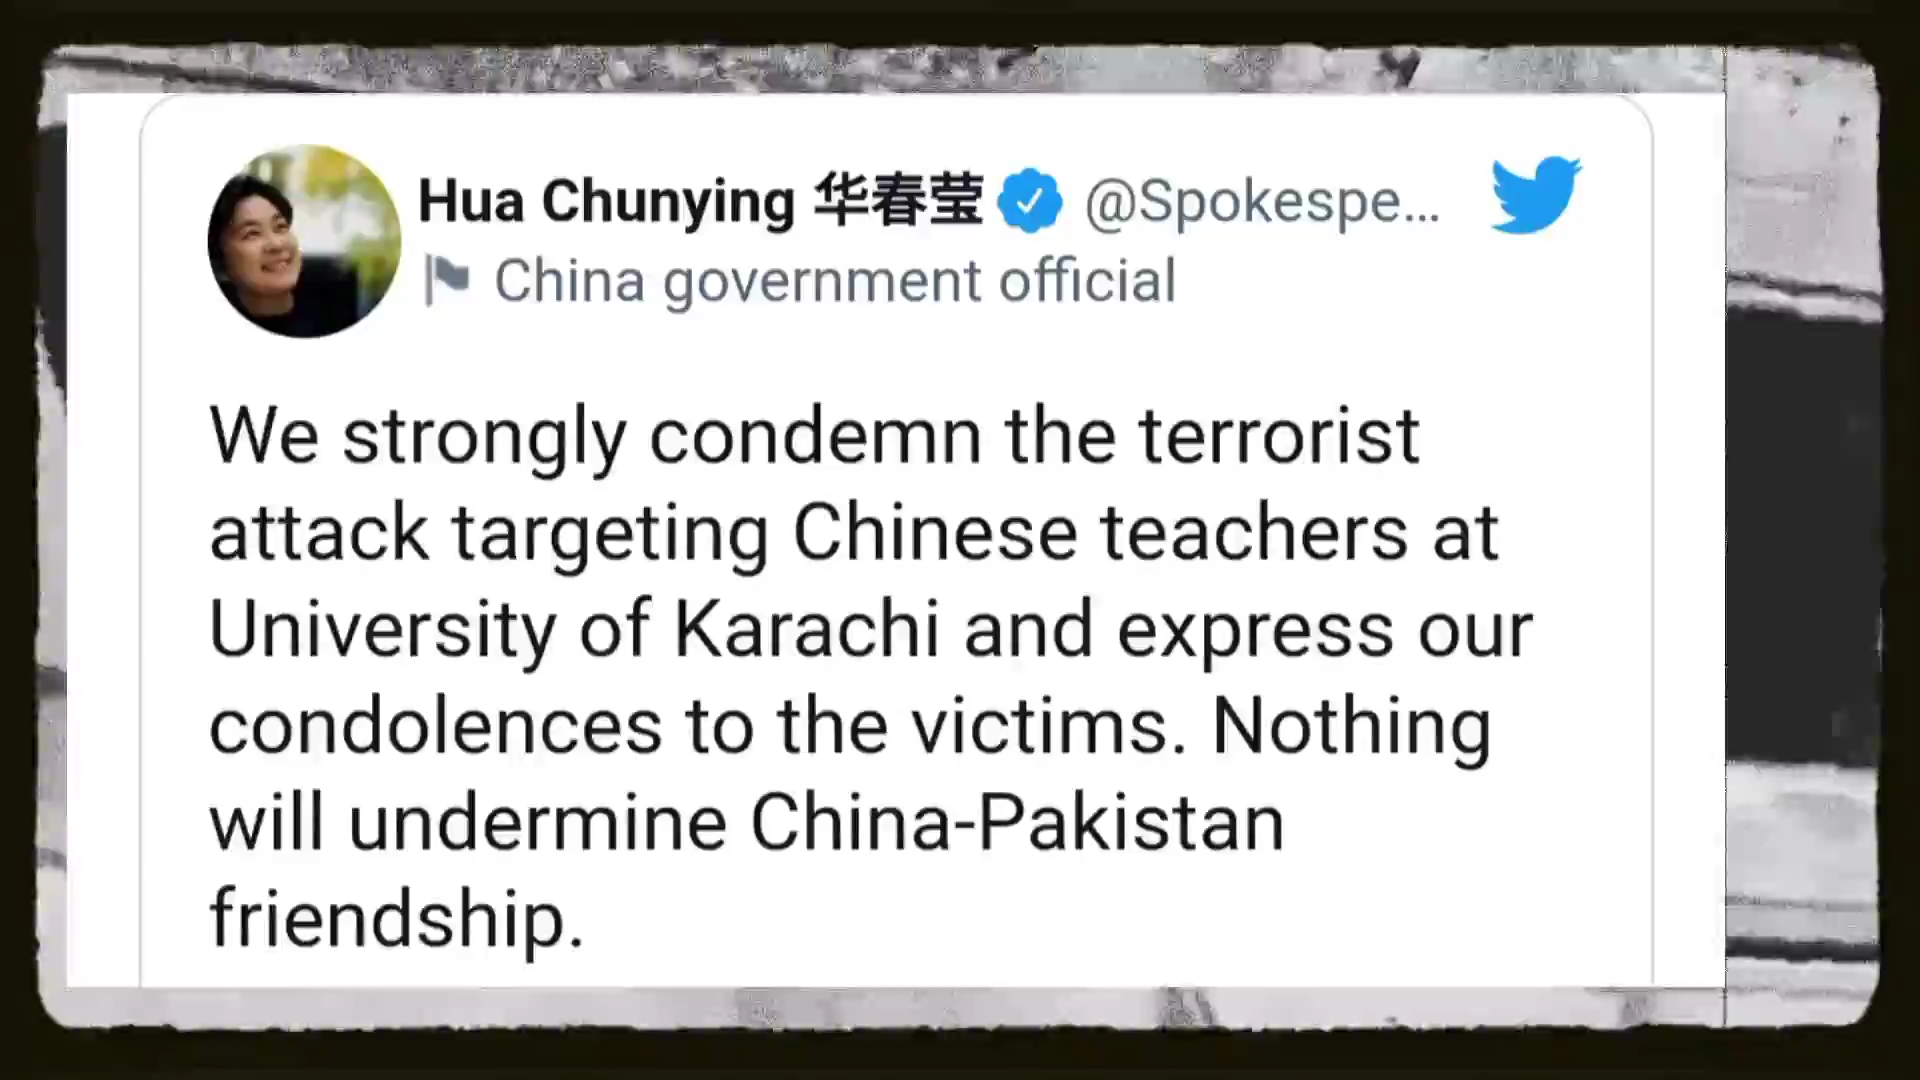 Hua Chunying 华春莹 @Spokespe...
China government official
We strongly condemn the terrorist
attack targeting Chinese teachers at
University of Karachi and express our
condolences to the victims. Nothing
will undermine China-Pakistan
friendship.